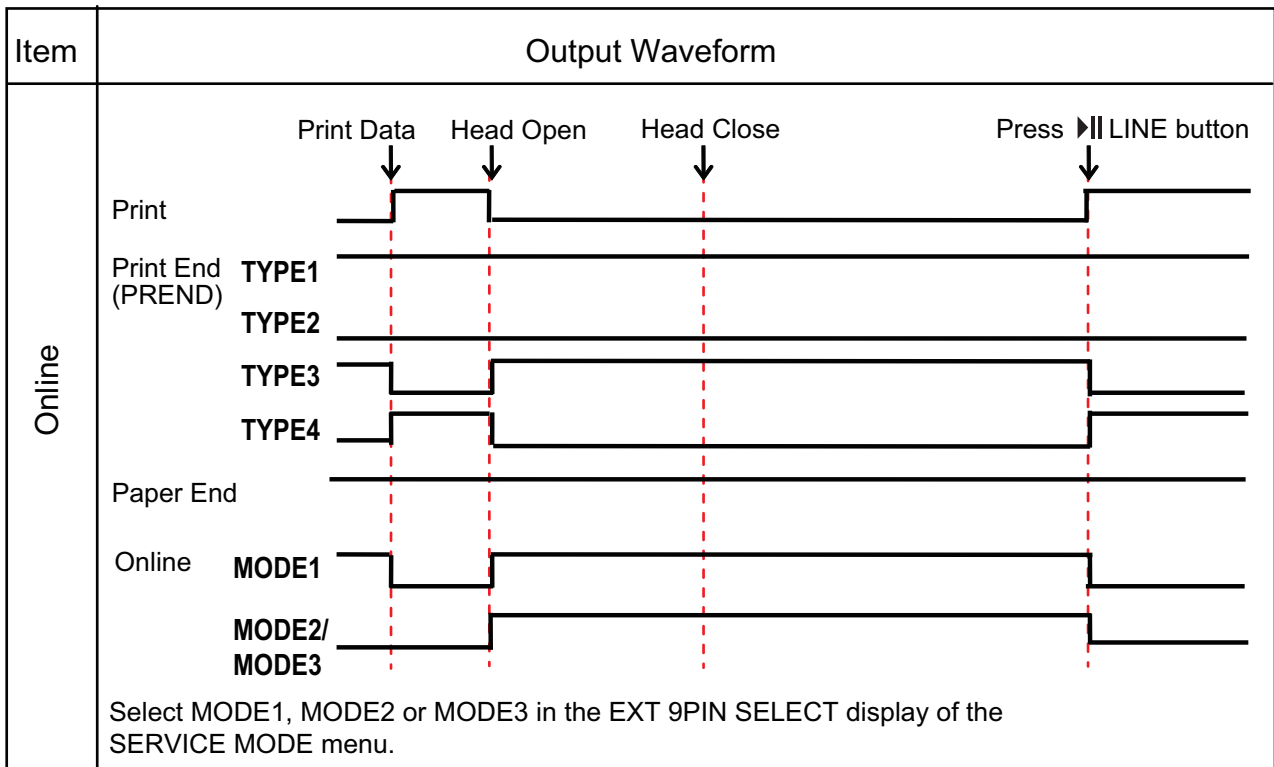 Item
Output Waveform
Online
Print Data
Head Open
Head Close
Press LINE button
Print
Print End
(PREND)
TYPE1
TYPE2
TYPE3
TYPE4
Paper End
Online
MODE1
MODE2/
MODE3
Select MODE1, MODE2 or MODE3 in the EXT 9PIN SELECT display of the
SERVICE MODE menu.